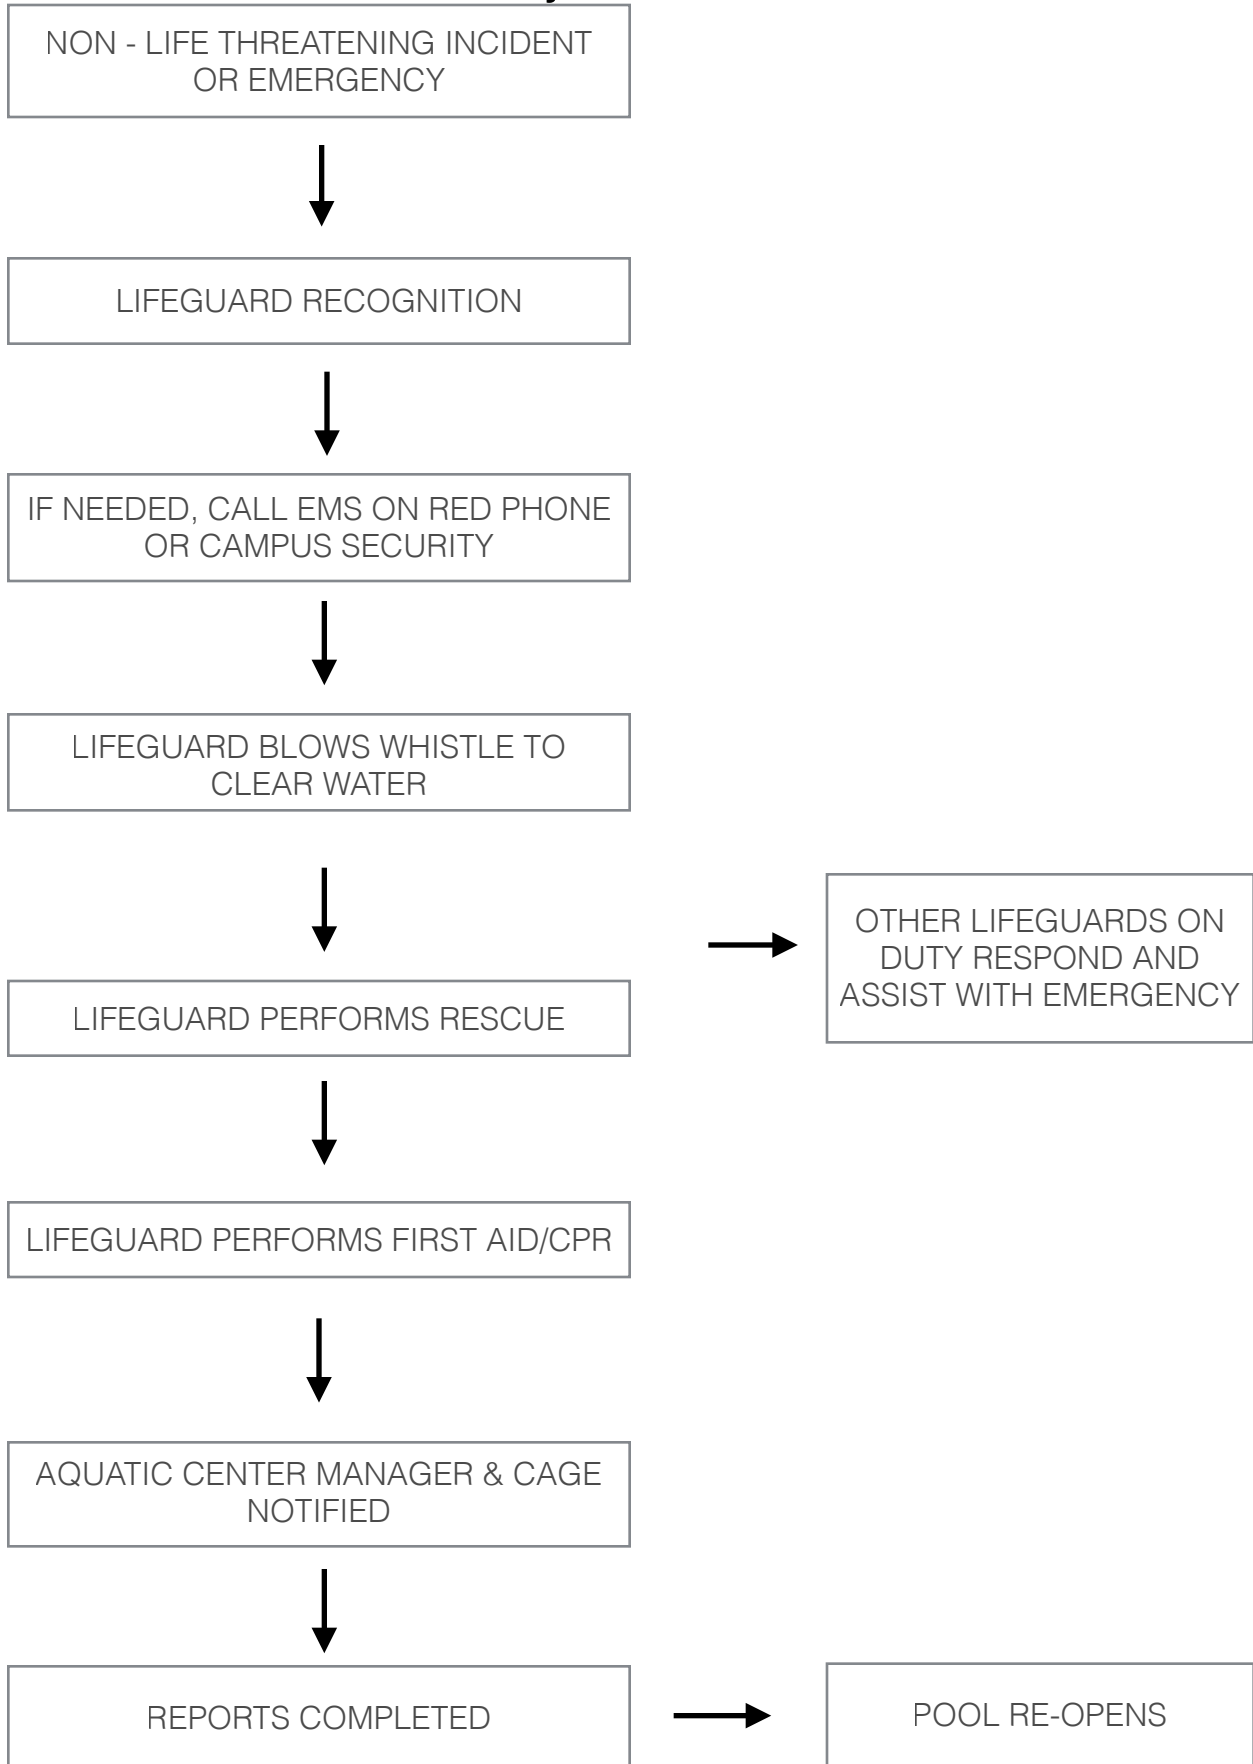 NON - LIFE THREATENING INCIDENT
OR EMERGENCY
LIFEGUARD RECOGNITION
IF NEEDED, CALL EMS ON RED PHONE
OR CAMPUS SECURITY
LIFEGUARD BLOWS WHISTLE TO
CLEAR WATER
OTHER LIFEGUARDS ON
DUTY RESPOND AND
ASSIST WITH EMERGENCY
LIFEGUARD PERFORMS RESCUE
LIFEGUARD PERFORMS FIRST AID/CPR
AQUATIC CENTER MANAGER & CAGE
NOTIFIED
REPORTS COMPLETED
POOL RE-OPENS